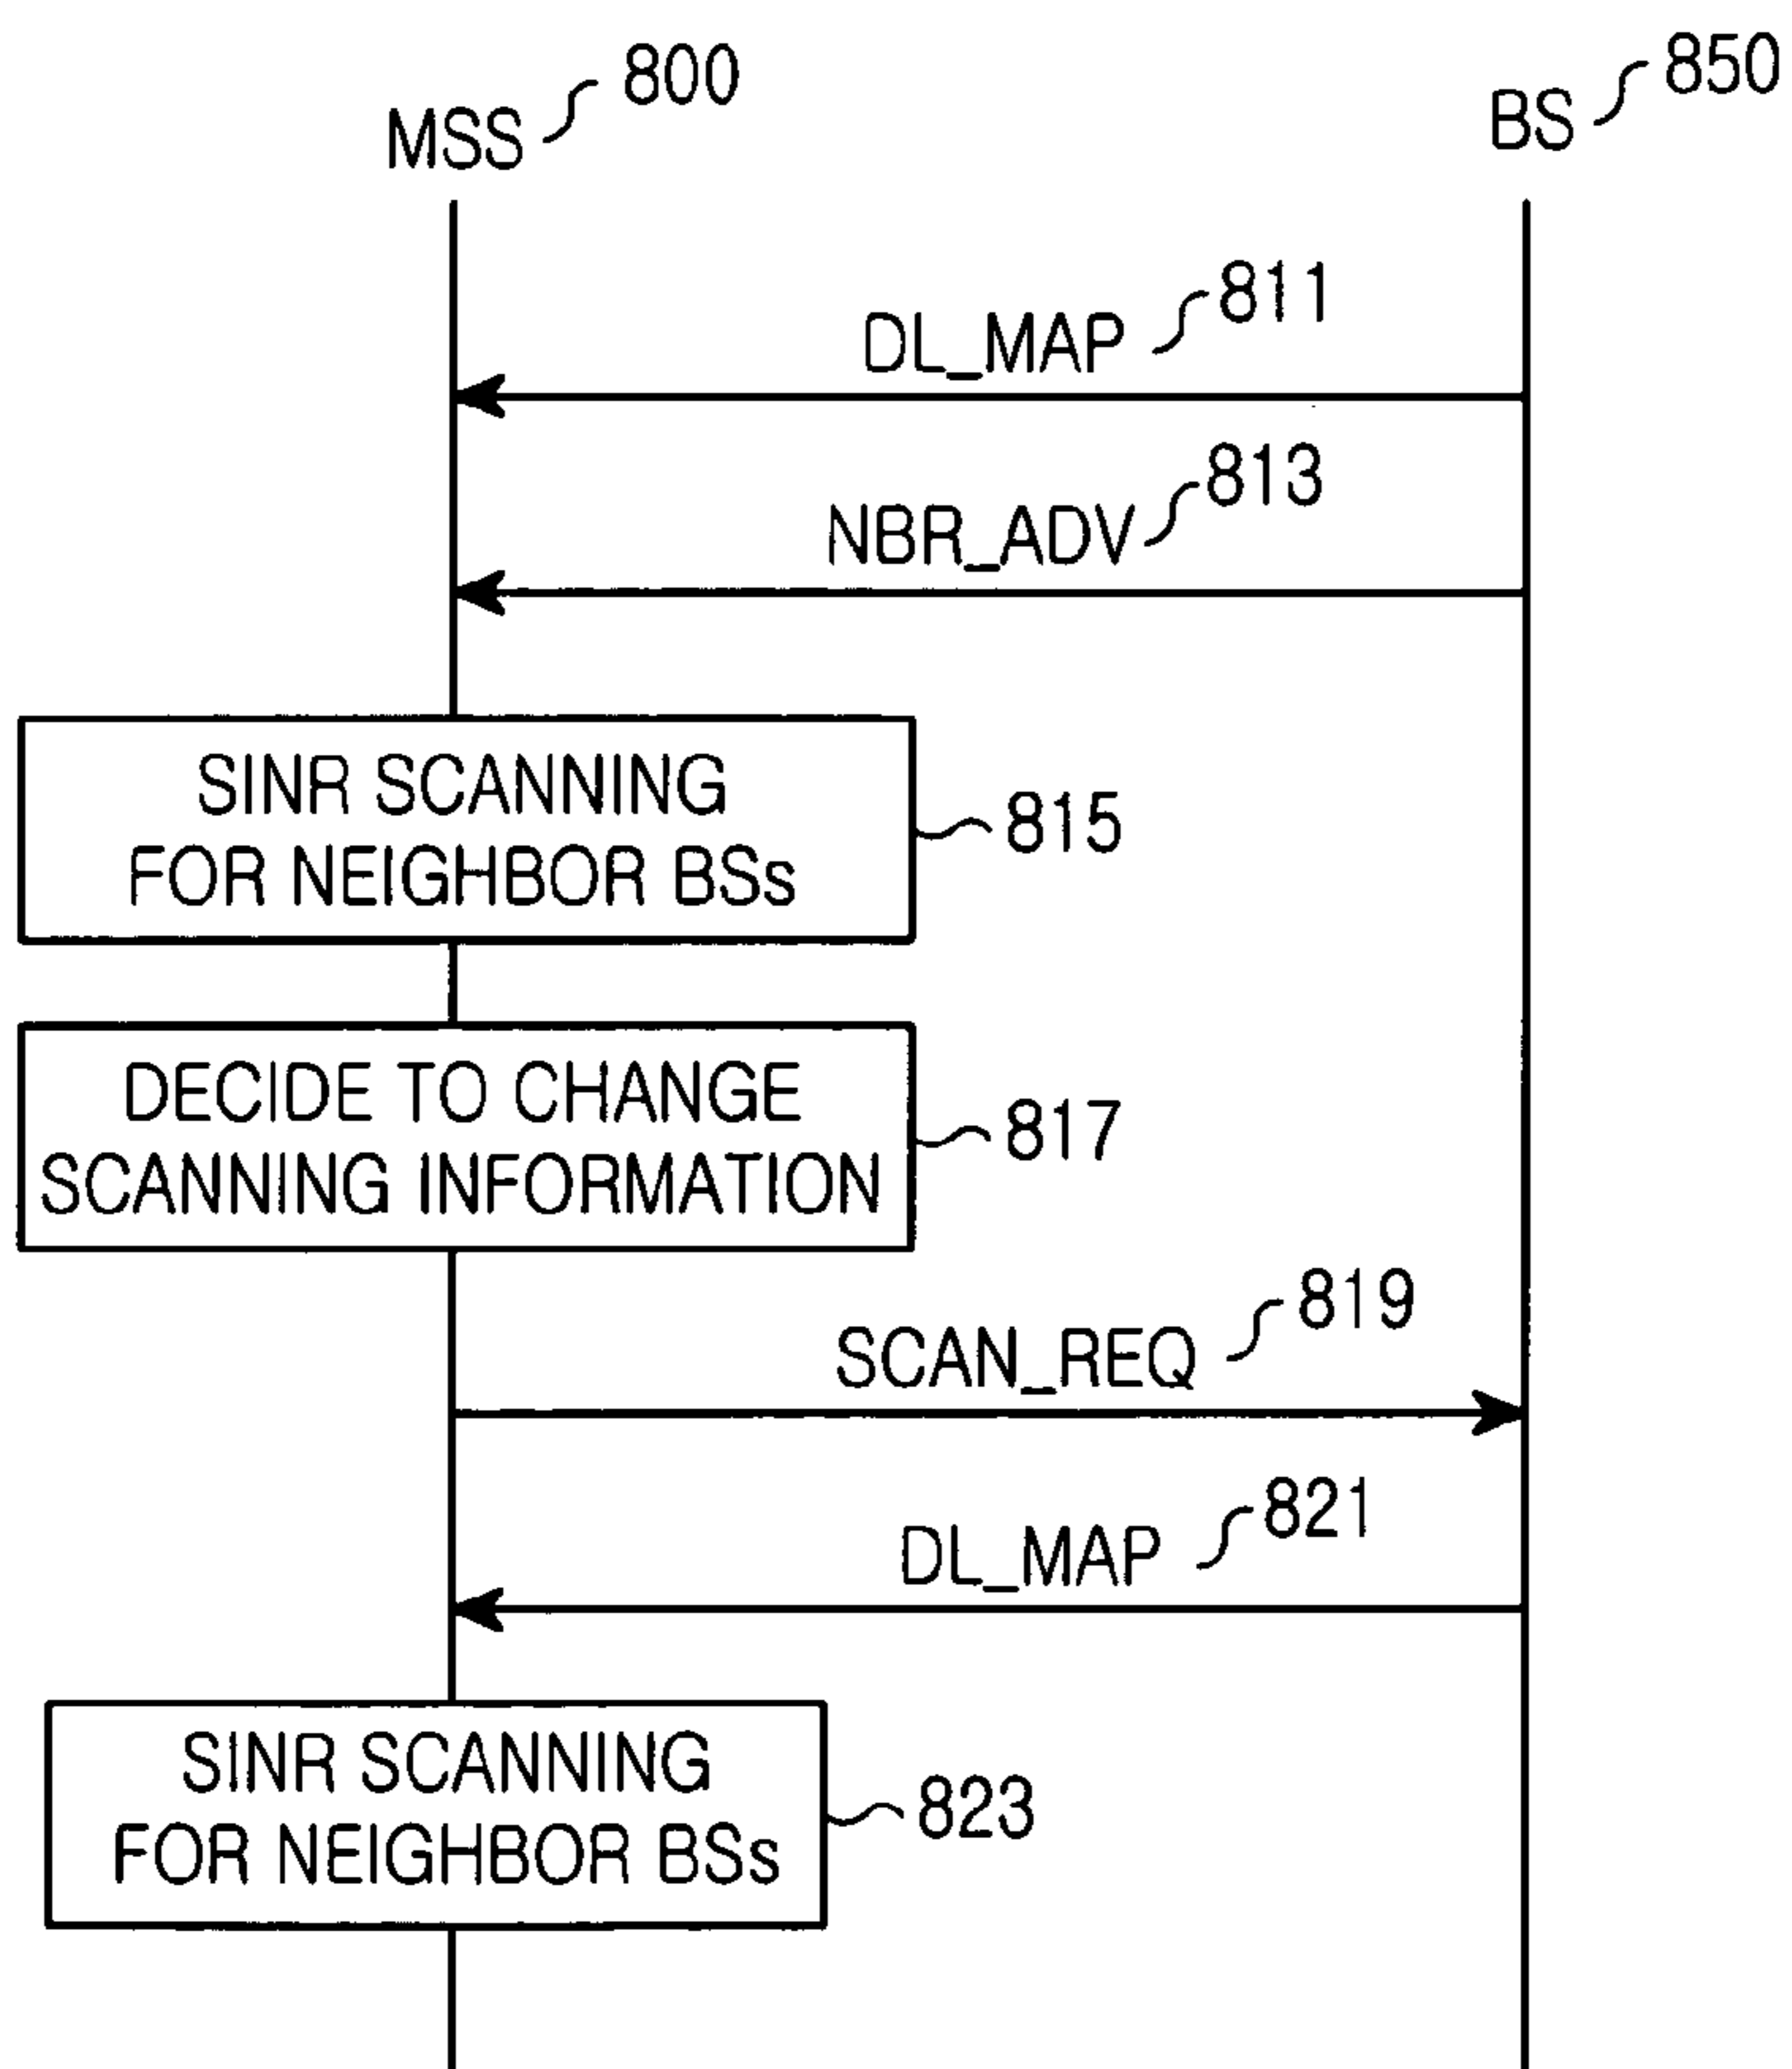 MSS 800
BS 850
DL_MAP 811
NBR_ADV 813
SINR SCANNING
FOR NEIGHBOR BSs
815
DECIDE TO CHANGE
SCANNING INFORMATION
817
SCAN_REQ 819
DL_MAP 821
SINR SCANNING
FOR NEIGHBOR BSs
823